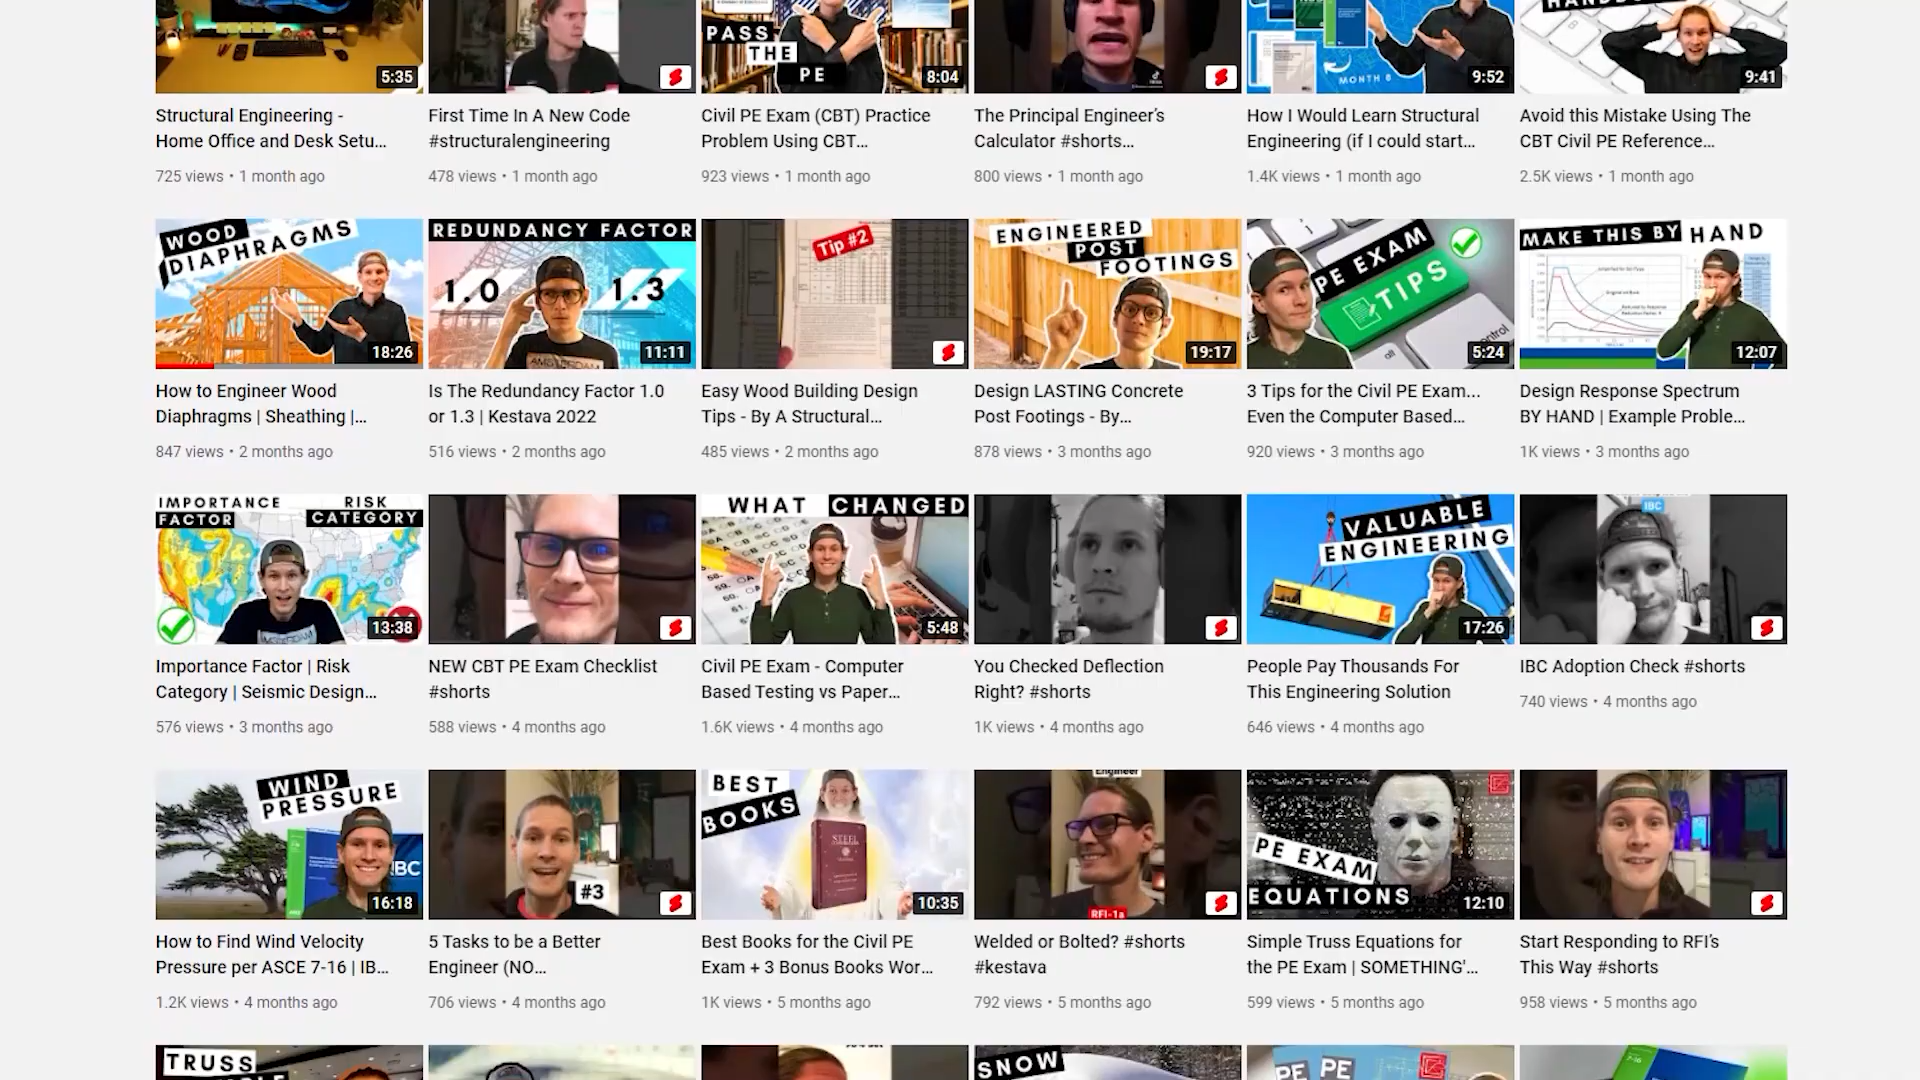 HANDBOOK
PASS
THE
PE
MONTH 8
5:35
8:04
9:52
9:41
Structural Engineering -
Home Office and Desk Setu...
725 views • 1 month ago
First Time In A New Code
#structuralengineering
478 views • 1 month ago
Civil PE Exam (CBT) Practice
Problem Using CBT...
923 views • 1 month ago
The Principal Engineer's
Calculator #shorts...
800 views • 1 month ago
How I Would Learn Structural
Engineering (if I could start...
1.4K views • 1 month ago
Avoid this Mistake Using The
CBT Civil PE Reference...
2.5K views • 1 month ago
WOOD
DIAPHRAGMS
18:26
REDUNDANCY FACTOR
1.0
1.3
AMSTERDAM
11:11
Tip #2
ENGINEERED
POST
FOOTINGS
19:17
PE EXAM
TIPS
control
alt
5:24
MAKE THIS BY HAND
12:07
How to Engineer Wood
Diaphragms | Sheathing |...
847 views • 2 months ago
Is The Redundancy Factor 1.0
or 1.3 | Kestava 2022
516 views • 2 months ago
Easy Wood Building Design
Tips - By A Structural...
485 views • 2 months ago
Design LASTING Concrete
Post Footings - By...
878 views • 3 months ago
3 Tips for the Civil PE Exam...
Even the Computer Based...
920 views • 3 months ago
Design Response Spectrum
BY HAND | Example Proble...
1K views • 3 months ago
IMPORTANCE
FACTOR
RISK
CATEGORY
AMSTERDAM
13:38
WHAT CHANGED
58.
59.
60.
61.
5:48
VALUABLE
ENGINEERING
17:26
IBC
Importance Factor | Risk
Category | Seismic Design...
576 views • 3 months ago
NEW CBT PE Exam Checklist
#shorts
588 views • 4 months ago
Civil PE Exam - Computer
Based Testing vs Paper...
1.6K views • 4 months ago
You Checked Deflection
Right? #shorts
1K views • 4 months ago
People Pay Thousands For
This Engineering Solution
646 views • 4 months ago
IBC Adoption Check #shorts
740 views • 4 months ago
WIND
PRESSURE
IBC
16:18
#3
BEST
BOOKS
STEEL
10:35
Engineer
RFI-1a
PE EXAM
EQUATIONS
12:10
How to Find Wind Velocity
Pressure per ASCE 7-16 | IB...
1.2K views • 4 months ago
5 Tasks to be a Better
Engineer (NO...
706 views • 4 months ago
Best Books for the Civil PE
Exam + 3 Bonus Books Wor...
1K views • 5 months ago
Welded or Bolted? #shorts
#kestava
792 views • 5 months ago
Simple Truss Equations for
the PE Exam | SOMETHING'...
599 views • 5 months ago
Start Responding to RFI's
This Way #shorts
958 views • 5 months ago
TRUSS
SNOW
PE PE
7-16